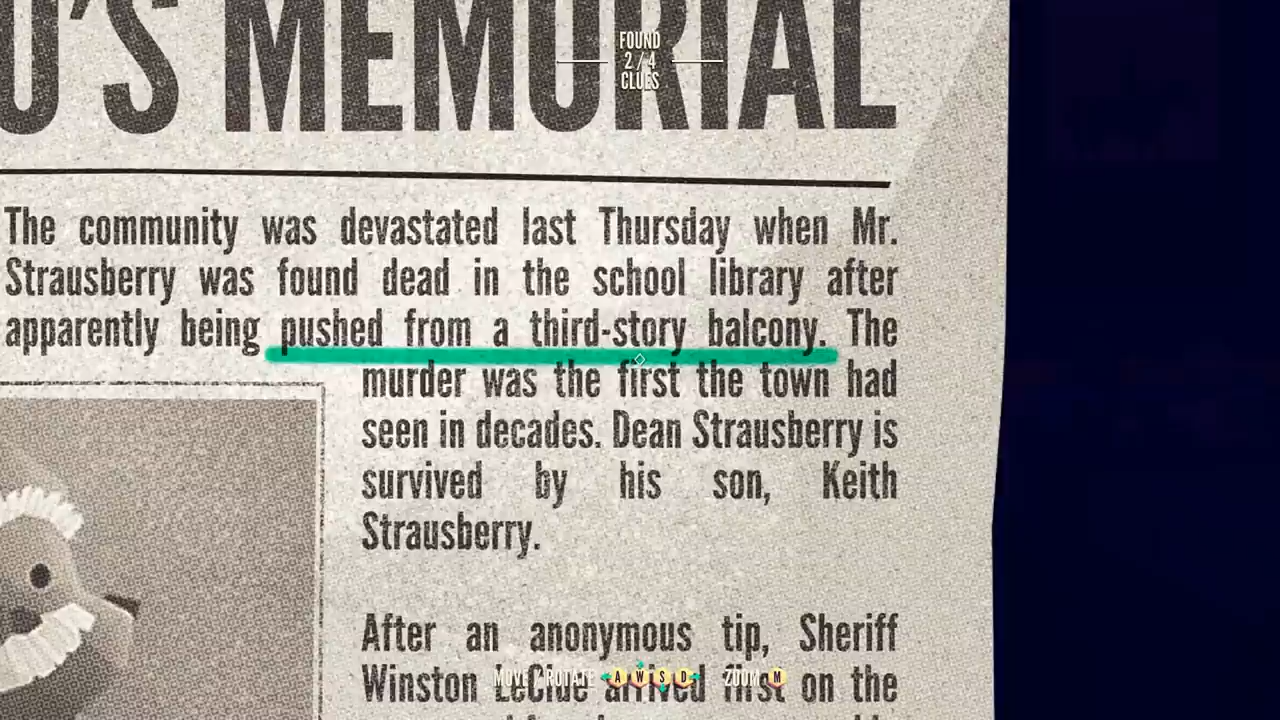 U'S MEMORIAL
FOUND
2/4
CLUES
The community was devastated last Thursday when Mr.
Strausberry was found dead in the school library after
apparently being pushed from a third-story balcony. The
murder was the first the town had
seen in decades. Dean Strausberry is
survived by his son, Keith
Strausberry.
After an anonymous tip, Sheriff
Winston LeClue arrived first on the
MOVE / ROTATE A W S D ZOOM M